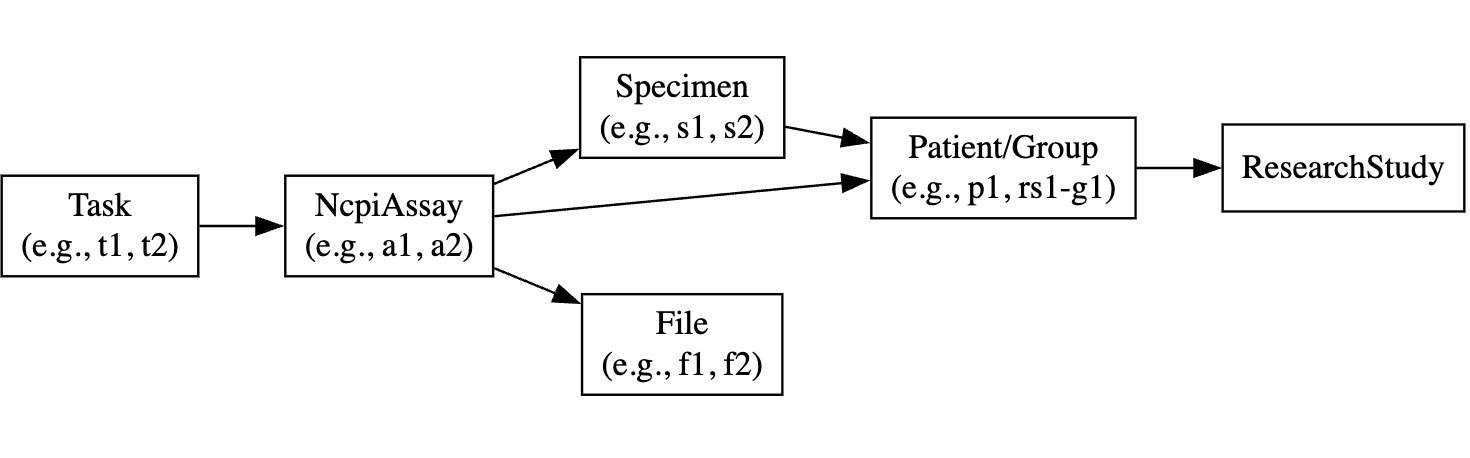 Task
(e.g., t1, t2)
NcpiAssay
(e.g., a1, a2)
Specimen
(e.g., s1, s2)
File
(e.g., f1, f2)
Patient/Group
(e.g., p1, rs1-g1)
ResearchStudy